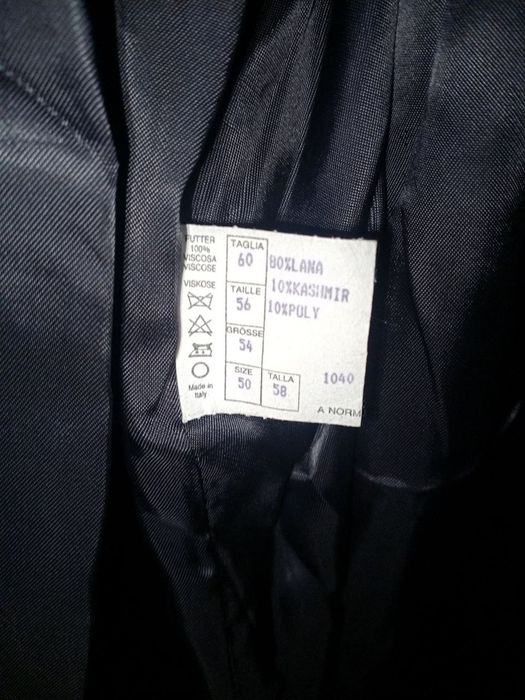 FUTTER
100%
VISCOSA
VISCOSE
VISKOSE
Made in
Italy
TAGLIA
60
TAILLE
56
GRÖSSE
54
SIZE
50
TALLA
58
80%LANA
10%KASHMIR
10%POLY
1040
A NORM